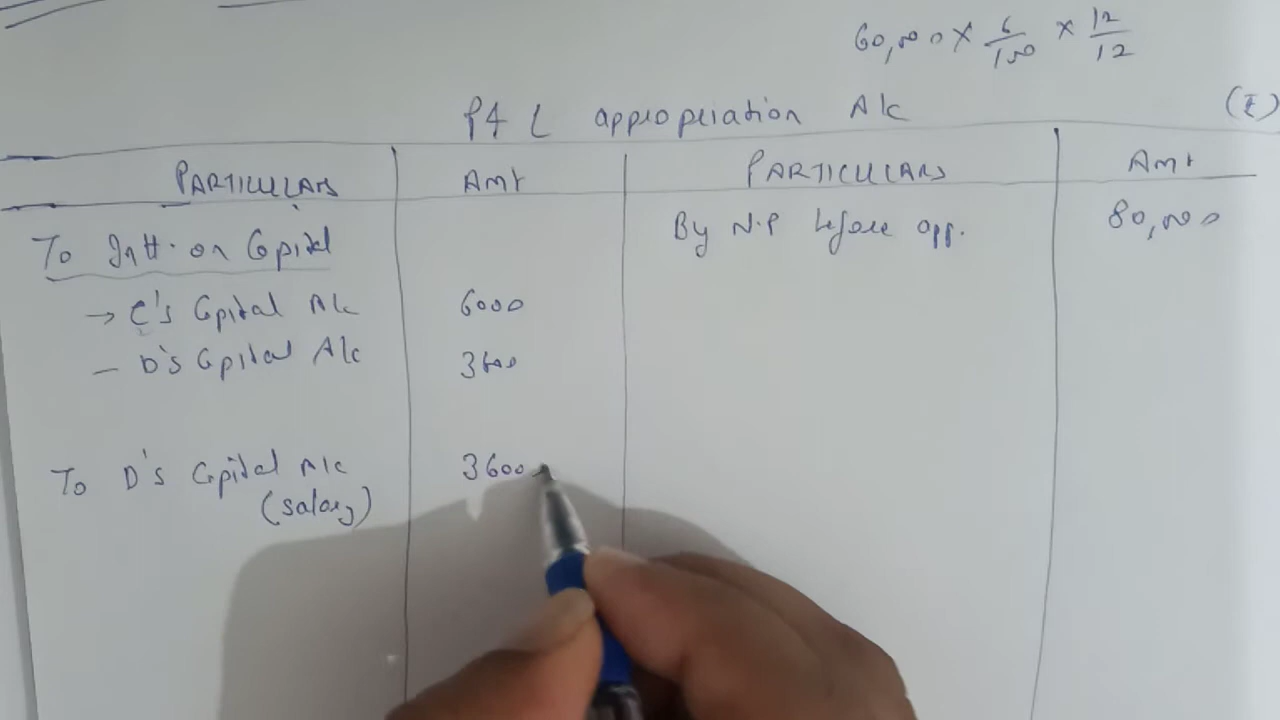 60,000 × 6/100 × 12/12
P & L appropriation A/c (₹)
PARTICULARS Amt PARTICULARS Amt
To Intt. on Capital By N.P before app. 80,000
→ C's Capital A/c 6000
– D's Capital A/c 3600
To D's Capital A/c 3600
(salary)